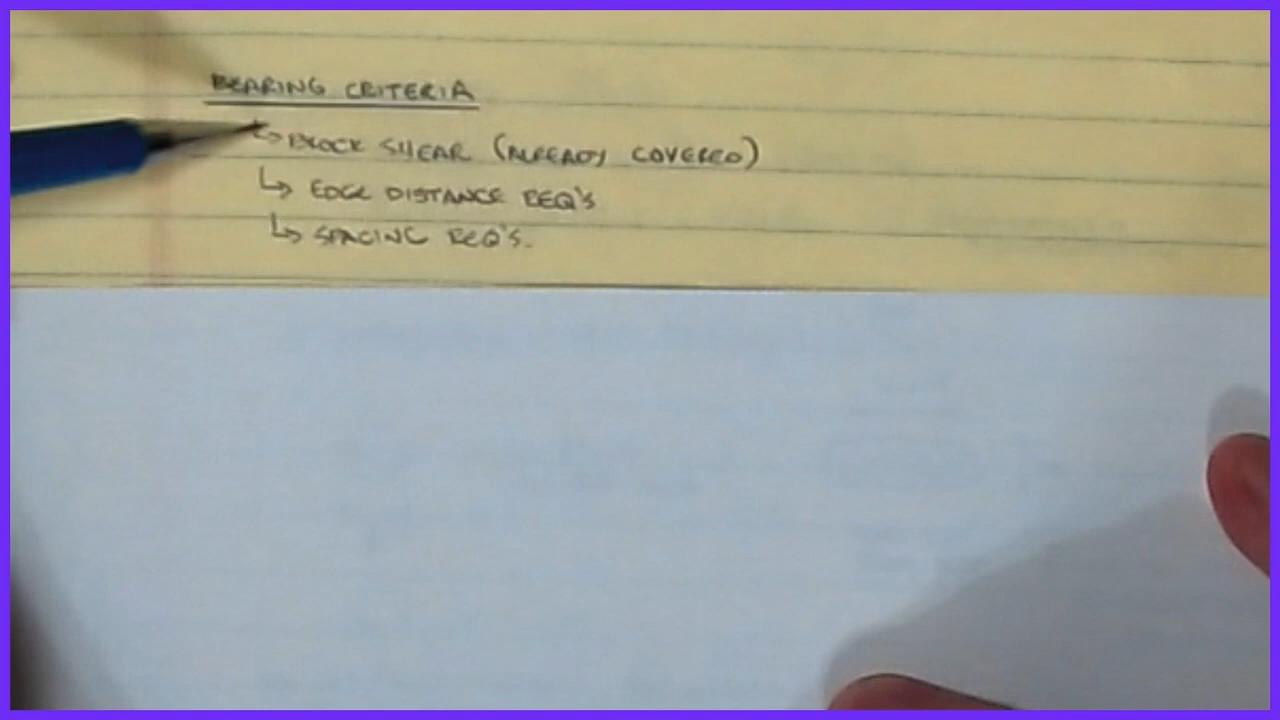 BEARING CRITERIA
↳ BLOCK SHEAR (ALREADY COVERED)
↳ EDGE DISTANCE REQ'S
↳ SPACING REQ'S.